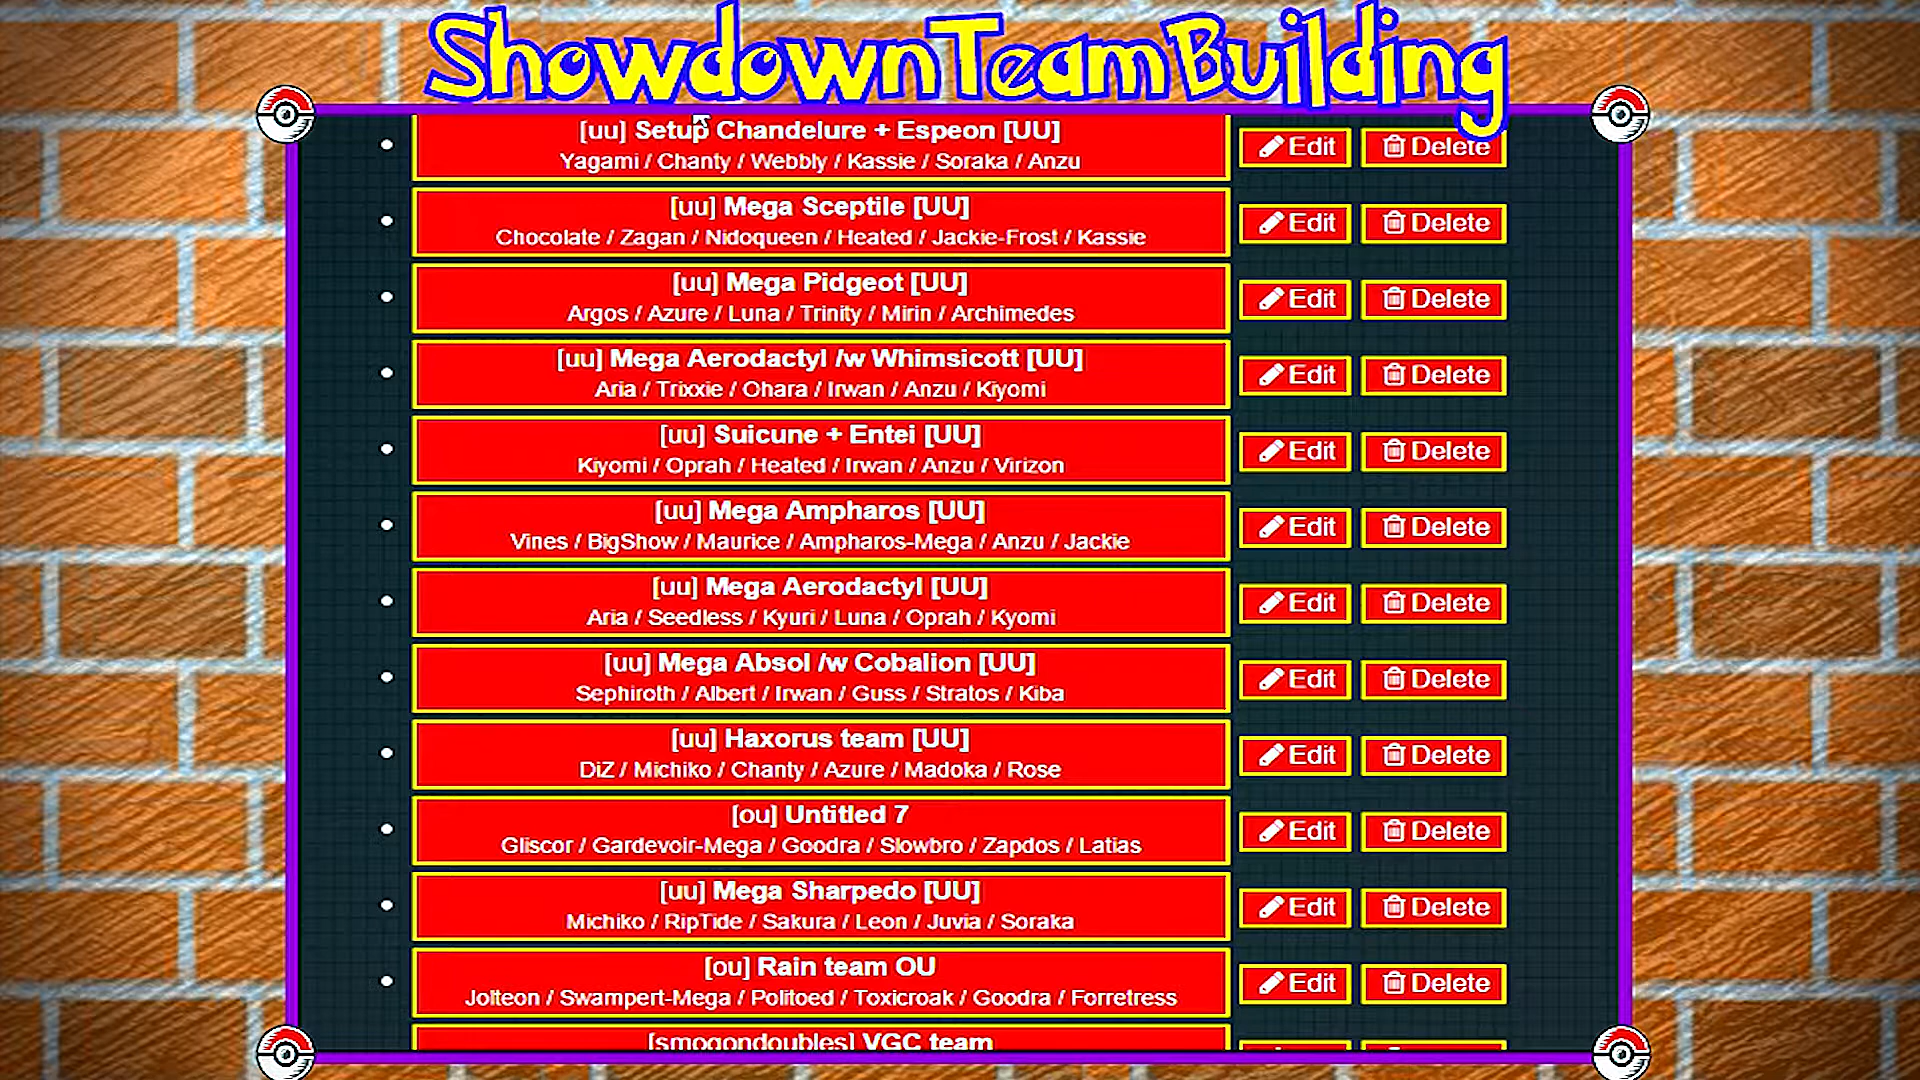 ShowdownTeamBuilding
[uu] Setup Chandelure + Espeon [UU]
Yagami / Chanty / Webbly / Kassie / Soraka / Anzu
Edit Delete
[uu] Mega Sceptile [UU]
Chocolate / Zagan / Nidoqueen / Heated / Jackie-Frost / Kassie
Edit Delete
[uu] Mega Pidgeot [UU]
Argos / Azure / Luna / Trinity / Mirin / Archimedes
Edit Delete
[uu] Mega Aerodactyl /w Whimsicott [UU]
Aria / Trixxie / Ohara / Irwan / Anzu / Kiyomi
Edit Delete
[uu] Suicune + Entei [UU]
Kiyomi / Oprah / Heated / Irwan / Anzu / Virizon
Edit Delete
[uu] Mega Ampharos [UU]
Vines / BigShow / Maurice / Ampharos-Mega / Anzu / Jackie
Edit Delete
[uu] Mega Aerodactyl [UU]
Aria / Seedless / Kyuri / Luna / Oprah / Kyomi
Edit Delete
[uu] Mega Absol /w Cobalion [UU]
Sephiroth / Albert / Irwan / Guss / Stratos / Kiba
Edit Delete
[uu] Haxorus team [UU]
DiZ / Michiko / Chanty / Azure / Madoka / Rose
Edit Delete
[ou] Untitled 7
Gliscor / Gardevoir-Mega / Goodra / Slowbro / Zapdos / Latias
Edit Delete
[uu] Mega Sharpedo [UU]
Michiko / RipTide / Sakura / Leon / Juvia / Soraka
Edit Delete
[ou] Rain team OU
Jolteon / Swampert-Mega / Politoed / Toxicroak / Goodra / Forretress
Edit Delete
[smogondoubles] VGC team